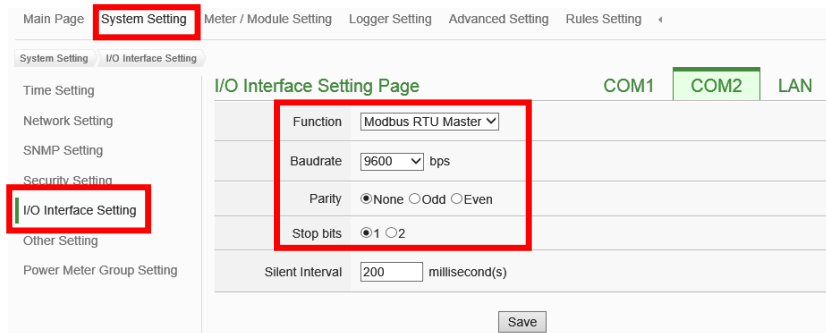 Main Page System Setting Meter / Module Setting Logger Setting Advanced Setting Rules Setting
System Setting I/O Interface Setting
Time Setting
Network Setting
SNMP Setting
Security Setting
I/O Interface Setting
Other Setting
Power Meter Group Setting
I/O Interface Setting Page COM1 COM2 LAN
Function Modbus RTU Master
Baudrate 9600 bps
Parity None Odd Even
Stop bits 1 2
Silent Interval 200 millisecond(s)
Save